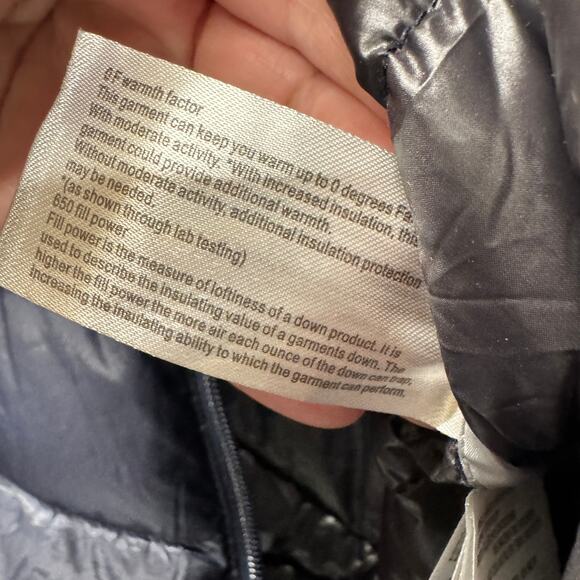 0 F warmth factor
This garment can keep you warm up to 0 degrees Fa
With moderate activity. *With increased insulation, this
garment could provide additional warmth.
Without moderate activity, additional insulation protection
may be needed.
*(as shown through lab testing)
650 fill power
Fill power is the measure of loftiness of a down product. It is
used to describe the insulating value of a garments down. The
higher the fill power the more air each ounce of the down can trap,
increasing the insulating ability to which the garment can perform.